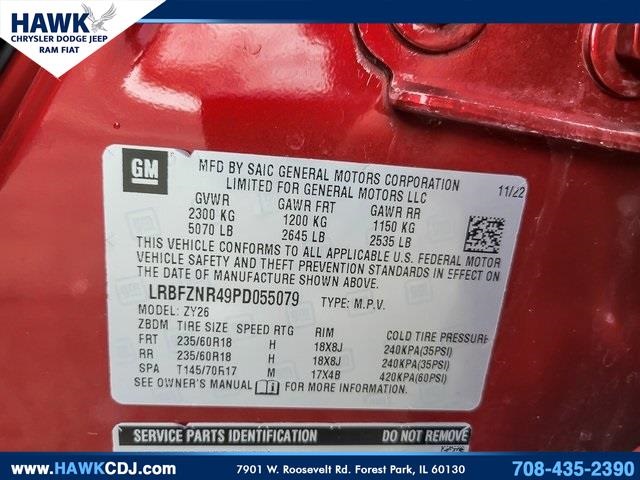 HAWK
CHRYSLER DODGE JEEP
RAM FIAT
GM
MFD BY SAIC GENERAL MOTORS CORPORATION
LIMITED FOR GENERAL MOTORS LLC
11/22
GVWR GAWR FRT GAWR RR
2300 KG 1200 KG 1150 KG
5070 LB 2645 LB 2535 LB
THIS VEHICLE CONFORMS TO ALL APPLICABLE U.S. FEDERAL MOTOR
VEHICLE SAFETY AND THEFT PREVENTION STANDARDS IN EFFECT ON
THE DATE OF MANUFACTURE SHOWN ABOVE.
LRBFZNR49PD055079 TYPE: M.P.V.
MODEL: ZY26
ZBDM TIRE SIZE SPEED RTG RIM COLD TIRE PRESSURE
FRT 235/60R18 H 18X8J 240KPA(35PSI)
RR 235/60R18 H 18X8J 240KPA(35PSI)
SPA T145/70R17 M 17X4B 420KPA(60PSI)
SEE OWNER'S MANUAL FOR MORE INFORMATION
SERVICE PARTS IDENTIFICATION DO NOT REMOVE
WWW.HAWKCDJ.COM 7901 W. Roosevelt Rd. Forest Park, IL 60130 708-435-2390